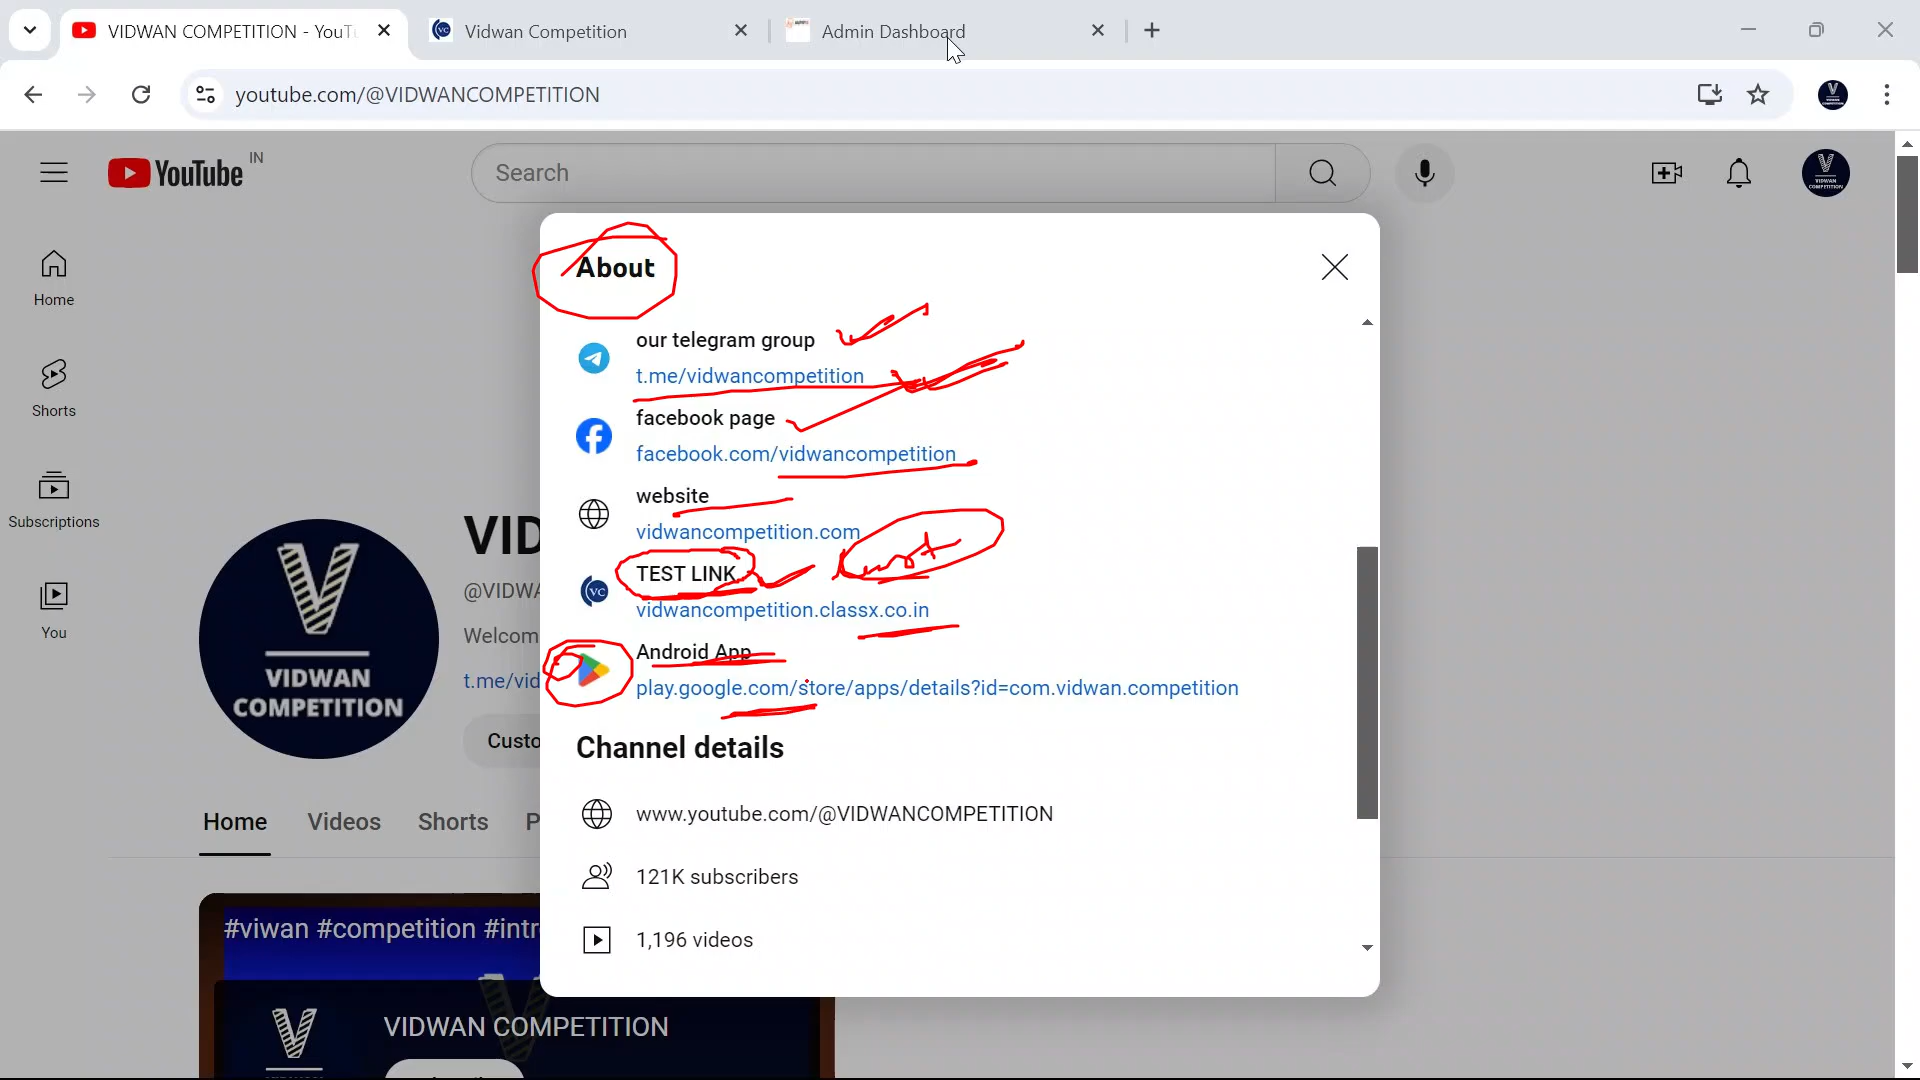 VIDWAN COMPETITION - YouTu
Vidwan Competition
Admin Dashboard
youtube.com/@VIDWANCOMPETITION
YouTube IN
Search
Home
Shorts
Subscriptions
You
About
our telegram group
t.me/vidwancompetition
facebook page
facebook.com/vidwancompetition
website
vidwancompetition.com
TEST LINK
vidwancompetition.classx.co.in
Android App
play.google.com/store/apps/details?id=com.vidwan.competition
Channel details
www.youtube.com/@VIDWANCOMPETITION
121K subscribers
1,196 videos
VIDWAN
COMPETITION
VID
@VIDWA
Welcom
t.me/vid
Custo
Home Videos Shorts P
#viwan #competition #intr
VIDWAN COMPETITION